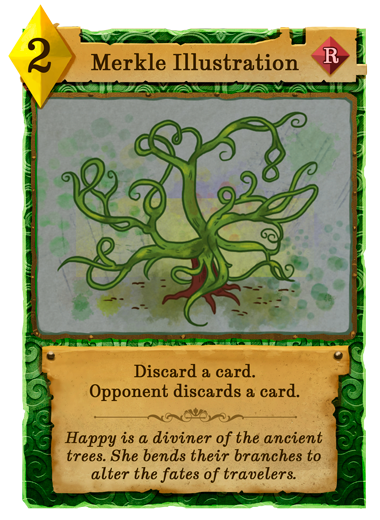 2
Merkle Illustration
R
Discard a card.
Opponent discards a card.
Happy is a diviner of the ancient
trees. She bends their branches to
alter the fates of travelers.